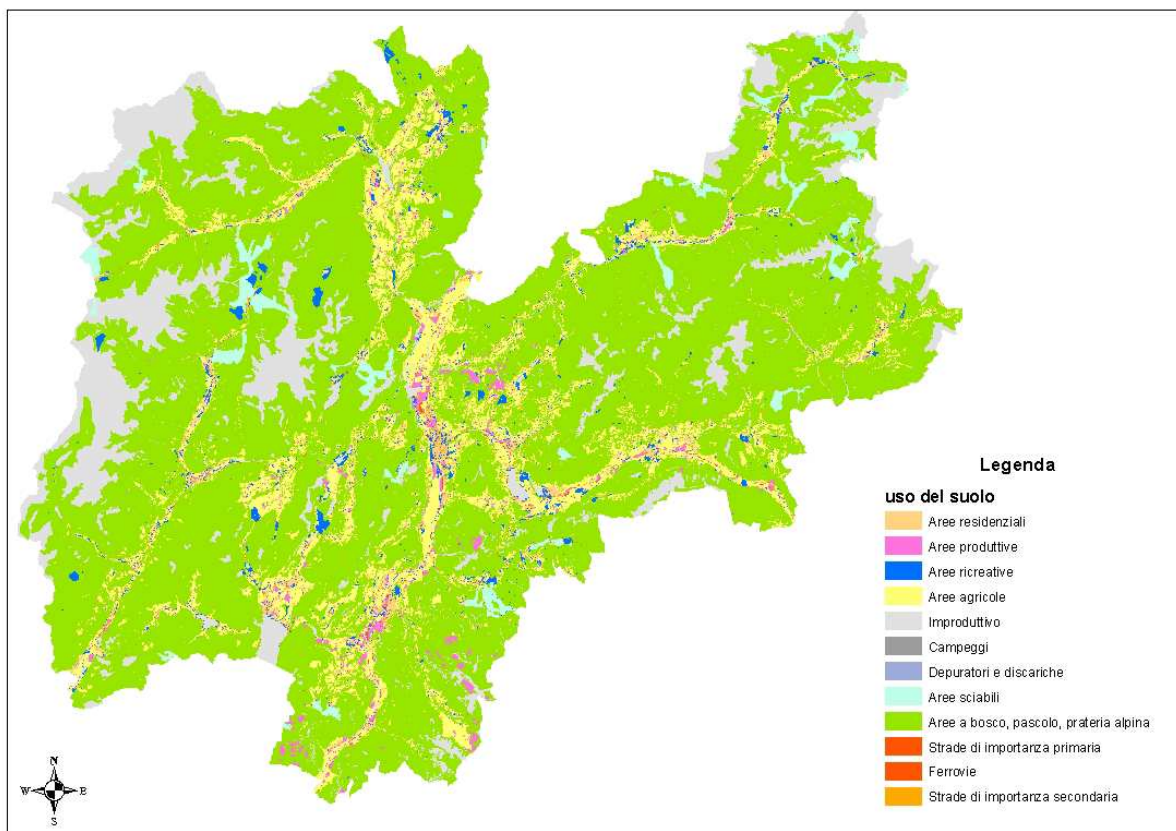 Legenda
uso del suolo
Aree residenziali
Aree produttive
Aree ricreative
Aree agricole
Improduttivo
Campeggi
Depuratori e discariche
Aree sciabili
Aree a bosco, pascolo, prateria alpina
Strade di importanza primaria
Ferrovie
Strade di importanza secondaria
N
W E
S